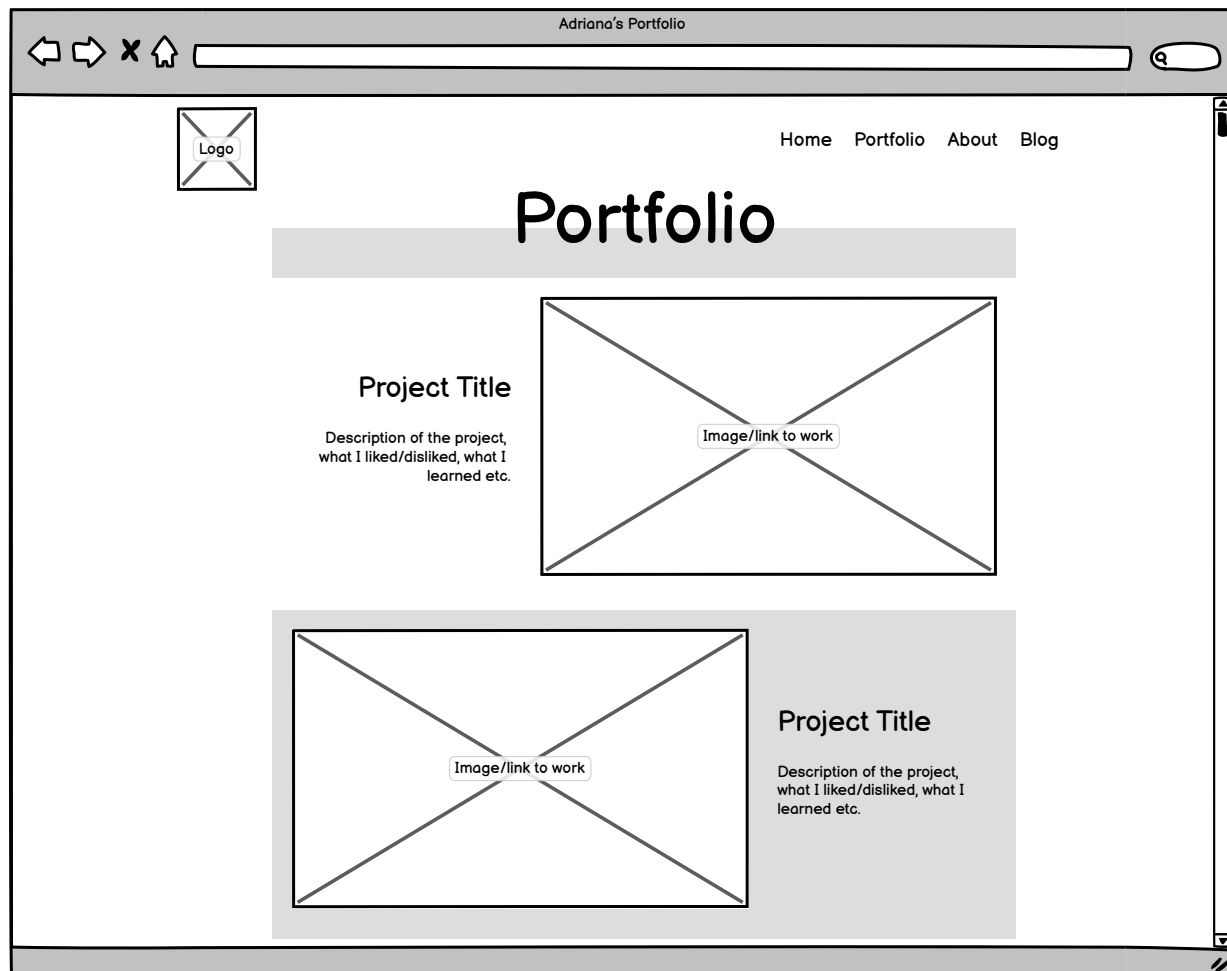 Adriana's Portfolio
Logo
Home Portfolio About Blog
Portfolio
Project Title
Description of the project,
what I liked/disliked, what I
learned etc.
Image/link to work
Image/link to work
Project Title
Description of the project,
what I liked/disliked, what I
learned etc.